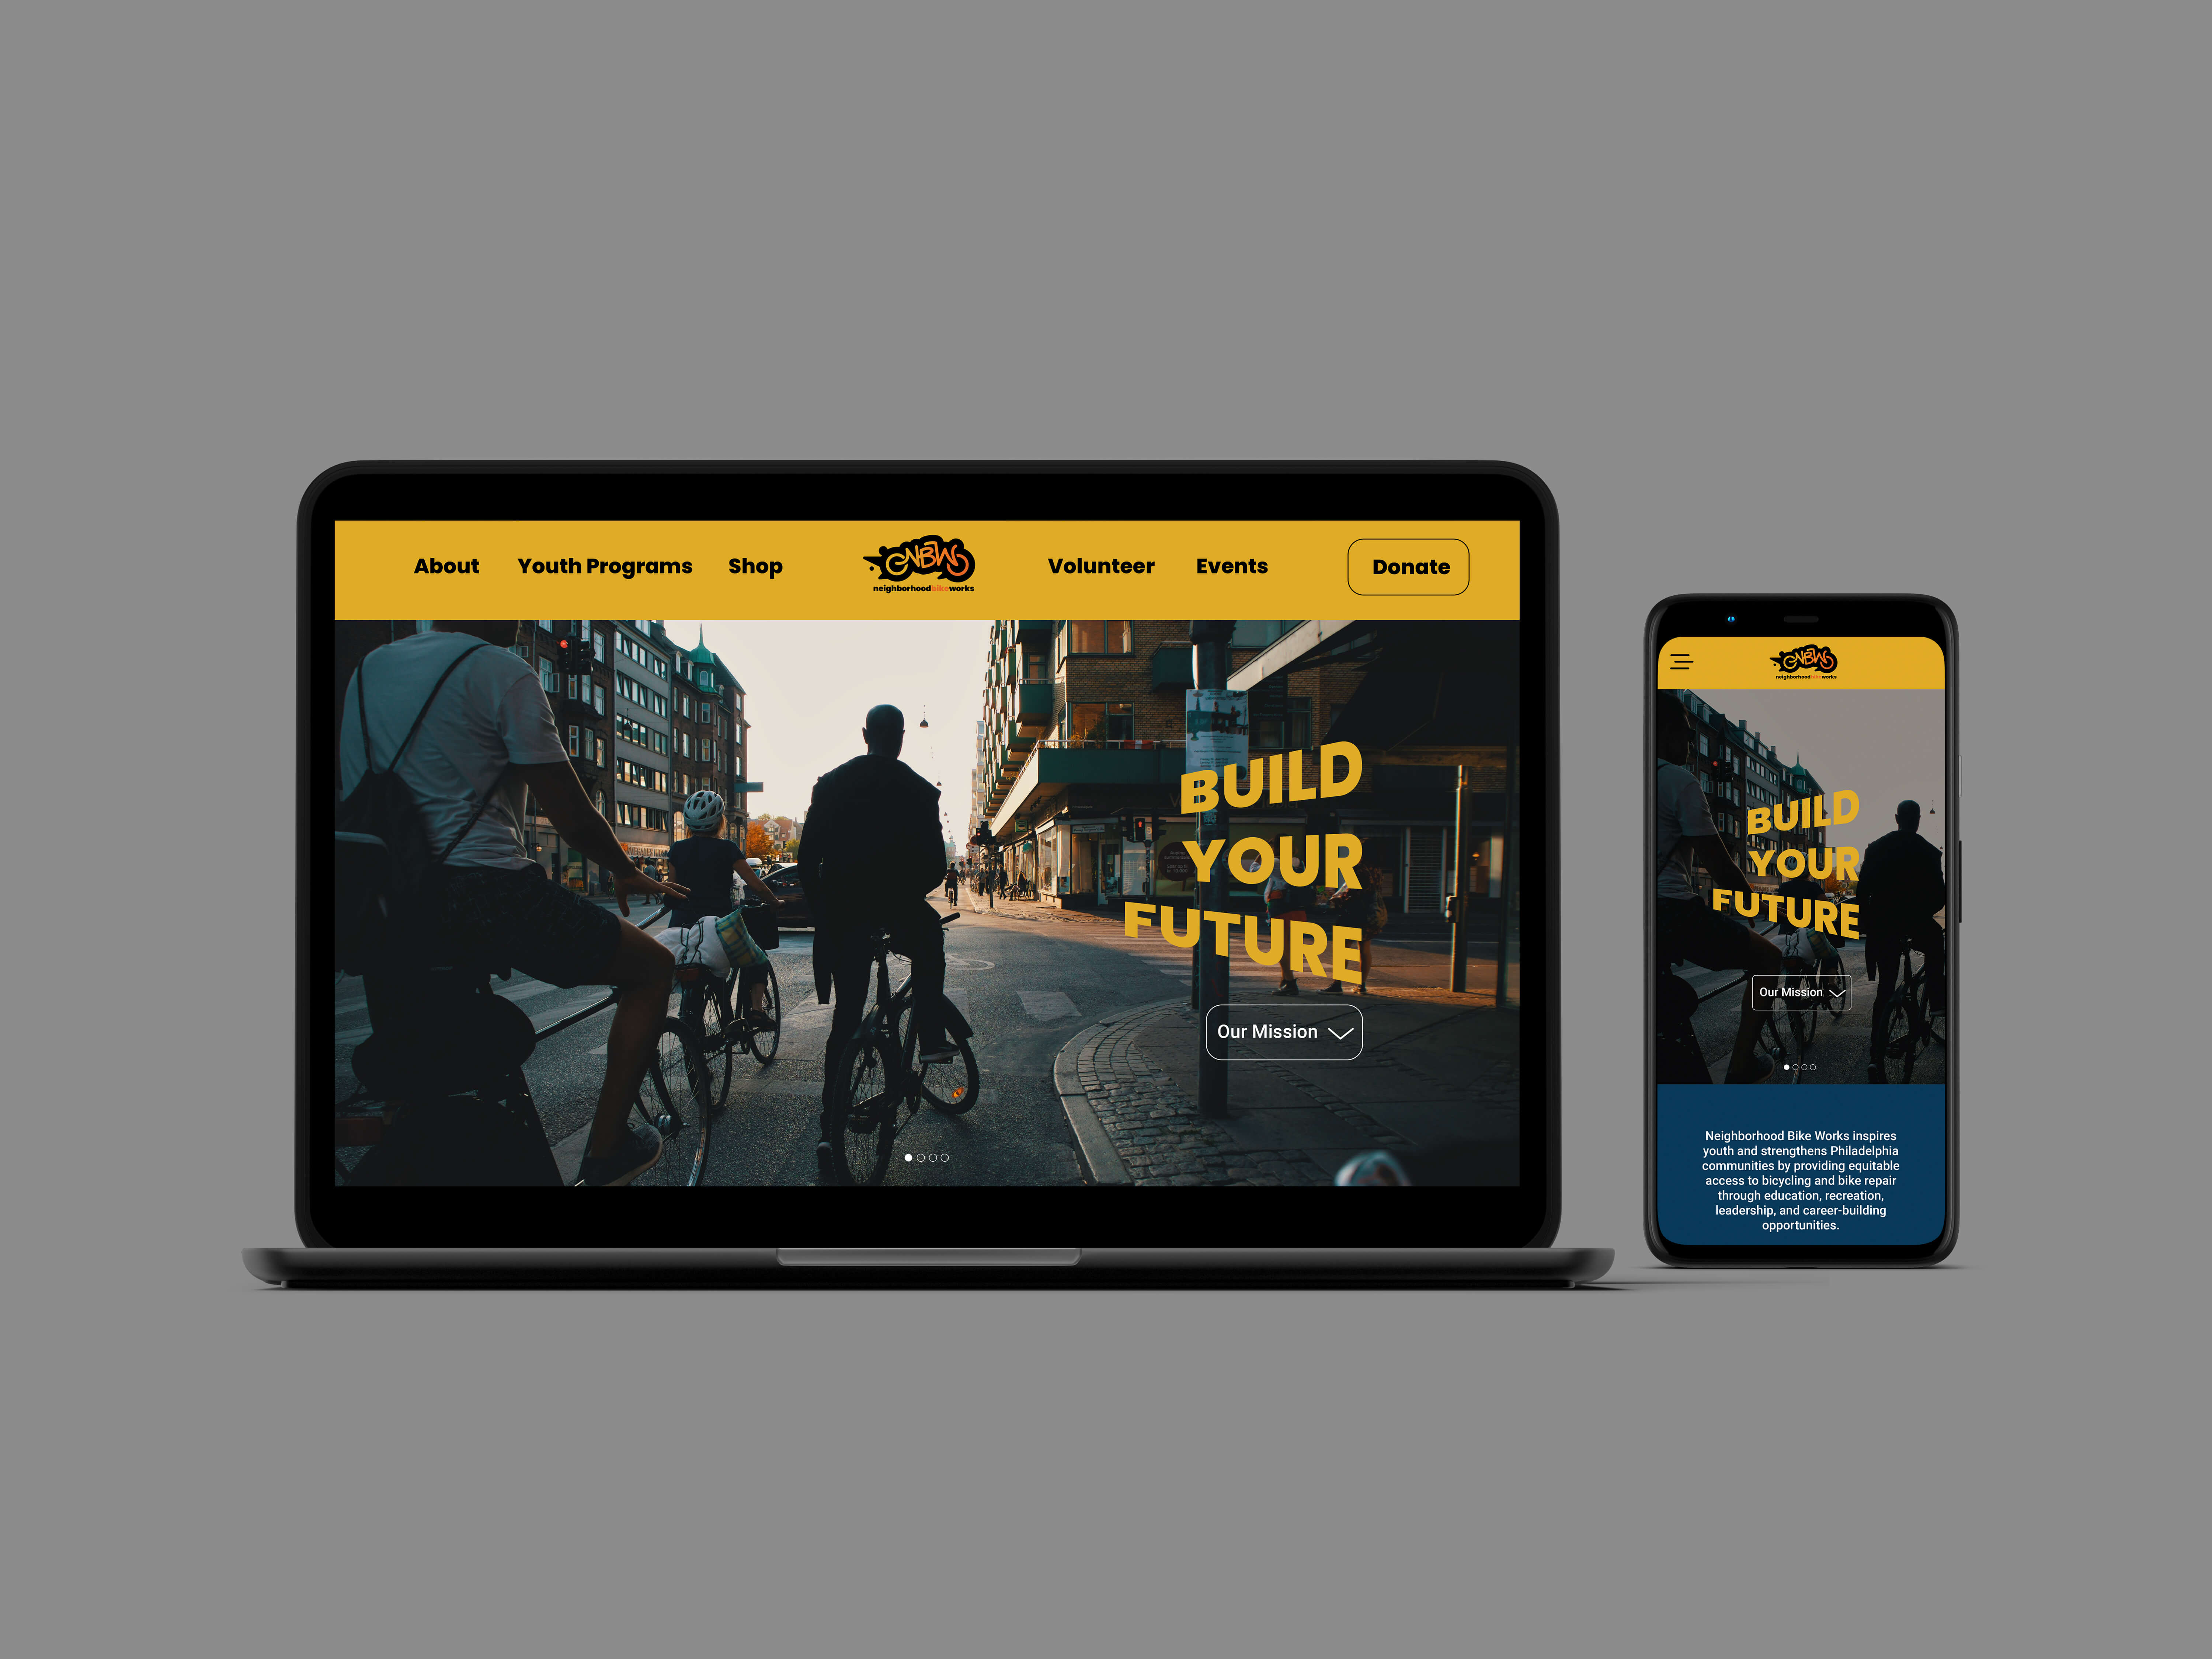 About Youth Programs Shop
NBW
neighborhoodbikeworks
Volunteer Events Donate
BUILD
YOUR
FUTURE
Our Mission
NBW
neighborhoodbikeworks
BUILD
YOUR
FUTURE
Our Mission
Neighborhood Bike Works inspires
youth and strengthens Philadelphia
communities by providing equitable
access to bicycling and bike repair
through education, recreation,
leadership, and career-building
opportunities.